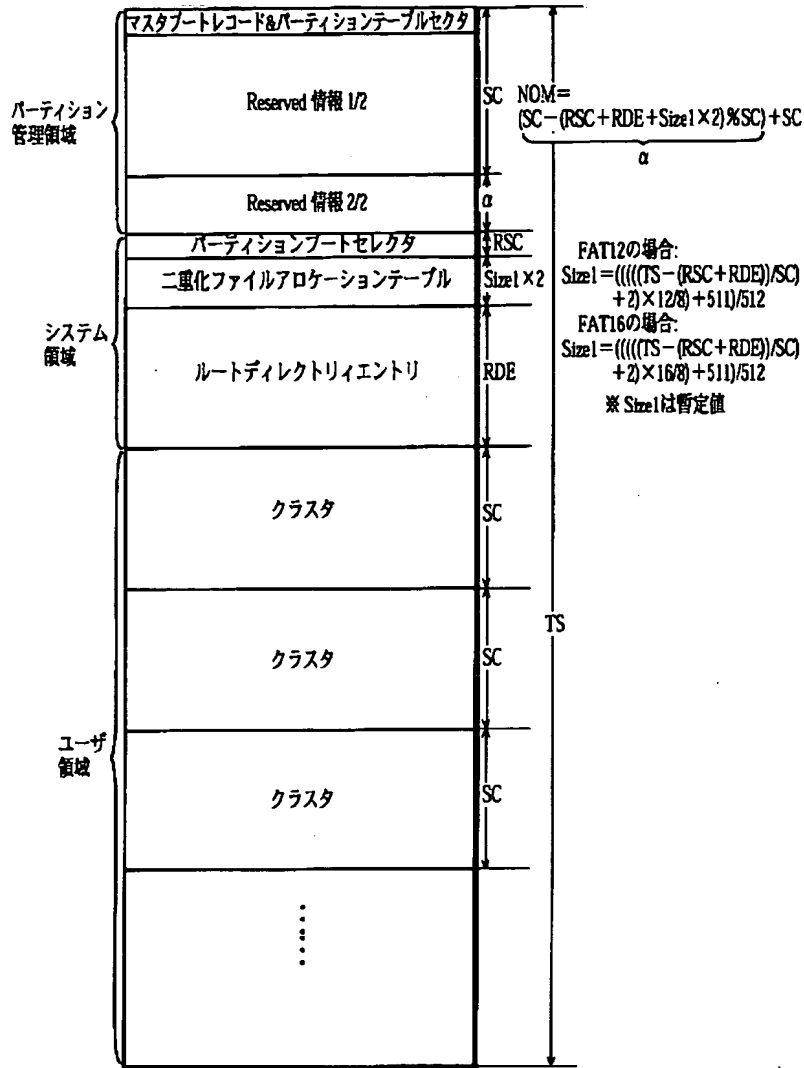 マスタブートレコード&パーティションテーブルセクタ
パーティション
管理領域
Reserved 情報 1/2
SC
NOM=
(SC-(RSC+RDE+Size1×2)%SC)+SC
α
Reserved 情報 2/2
α
パーティションブートセレクタ
RSC
二重化ファイルアロケーションテーブル
Size1×2
システム
領域
ルートディレクトリィエントリ
RDE
FAT12の場合:
Size1=(((((TS-(RSC+RDE))/SC)
+2)×12/8)+511)/512
FAT16の場合:
Size1=(((((TS-(RSC+RDE))/SC)
+2)×16/8)+511)/512
※ Size1は暫定値
クラスタ
SC
TS
クラスタ
SC
ユーザ
領域
クラスタ
SC